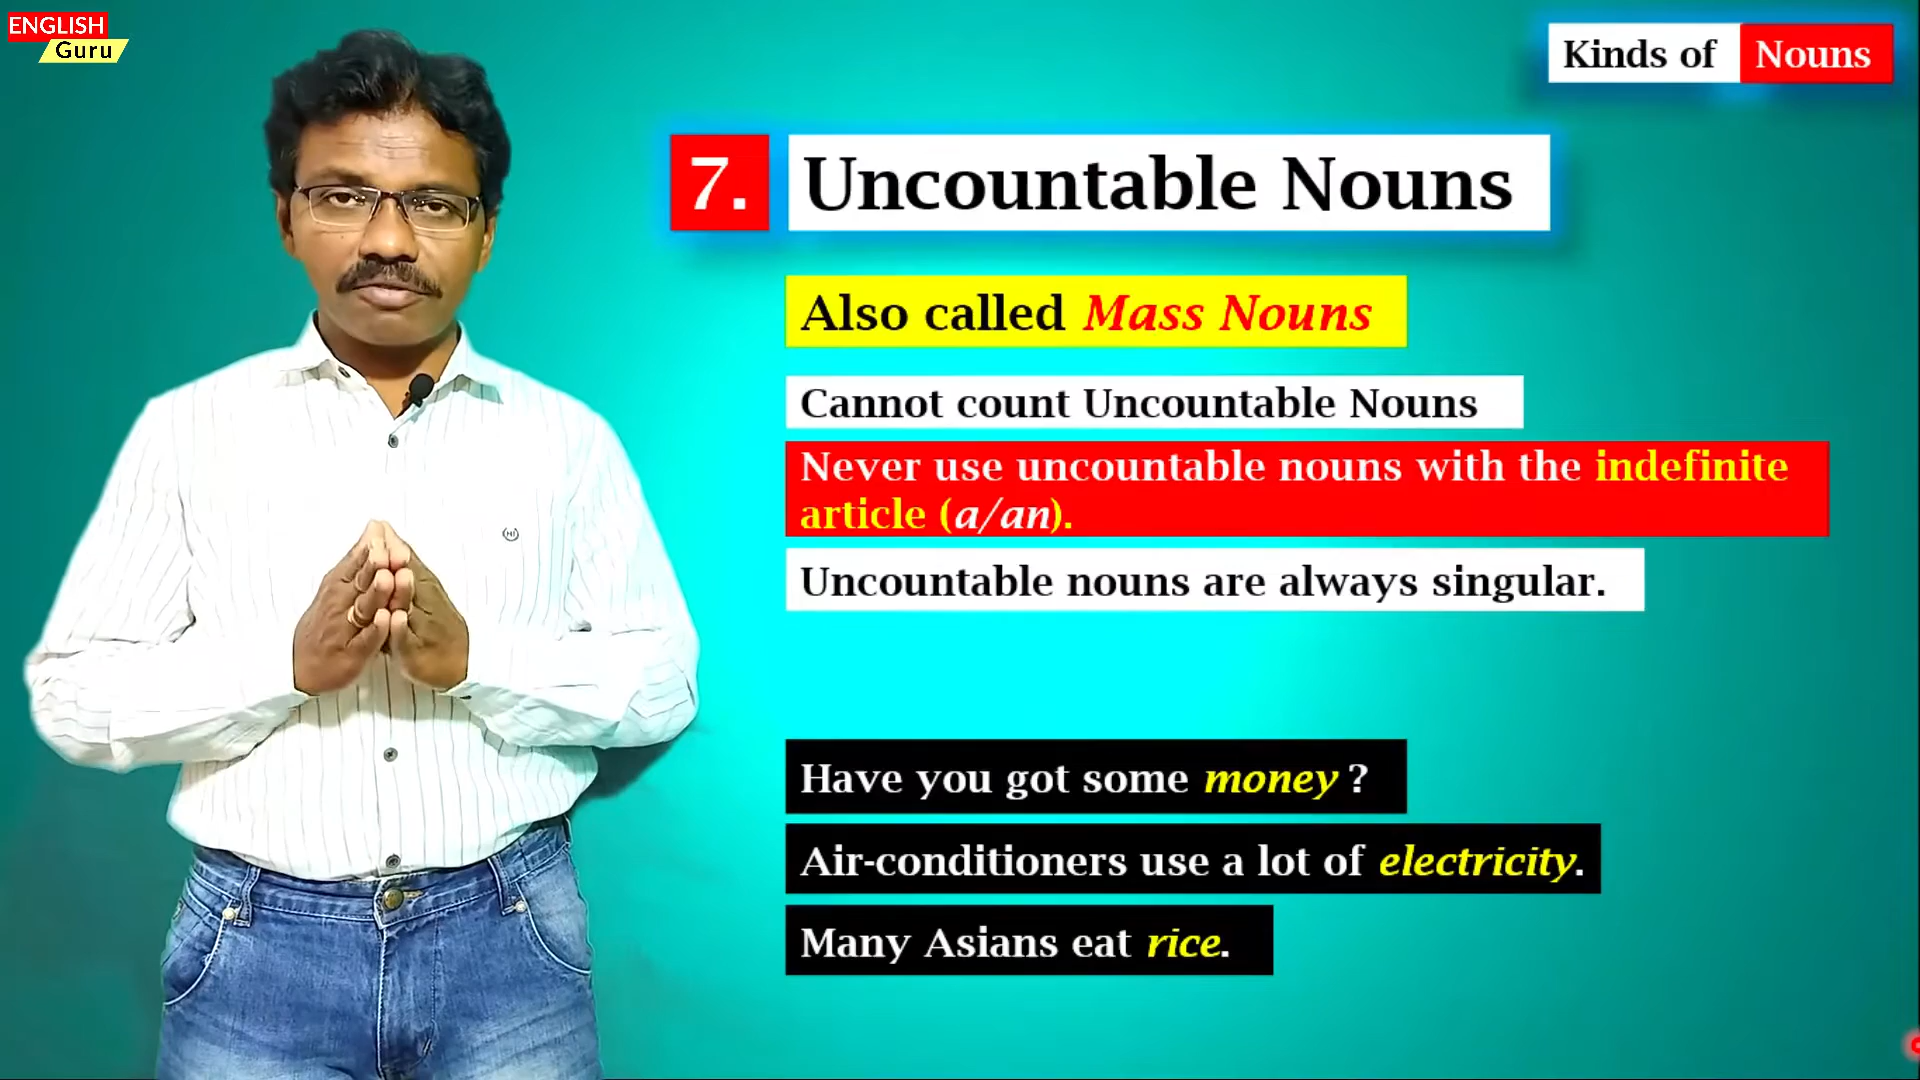 ENGLISH
Guru
Kinds of Nouns
7. Uncountable Nouns
Also called Mass Nouns
Cannot count Uncountable Nouns
Never use uncountable nouns with the indefinite
article (a/an).
Uncountable nouns are always singular.
Have you got some money ?
Air-conditioners use a lot of electricity.
Many Asians eat rice.